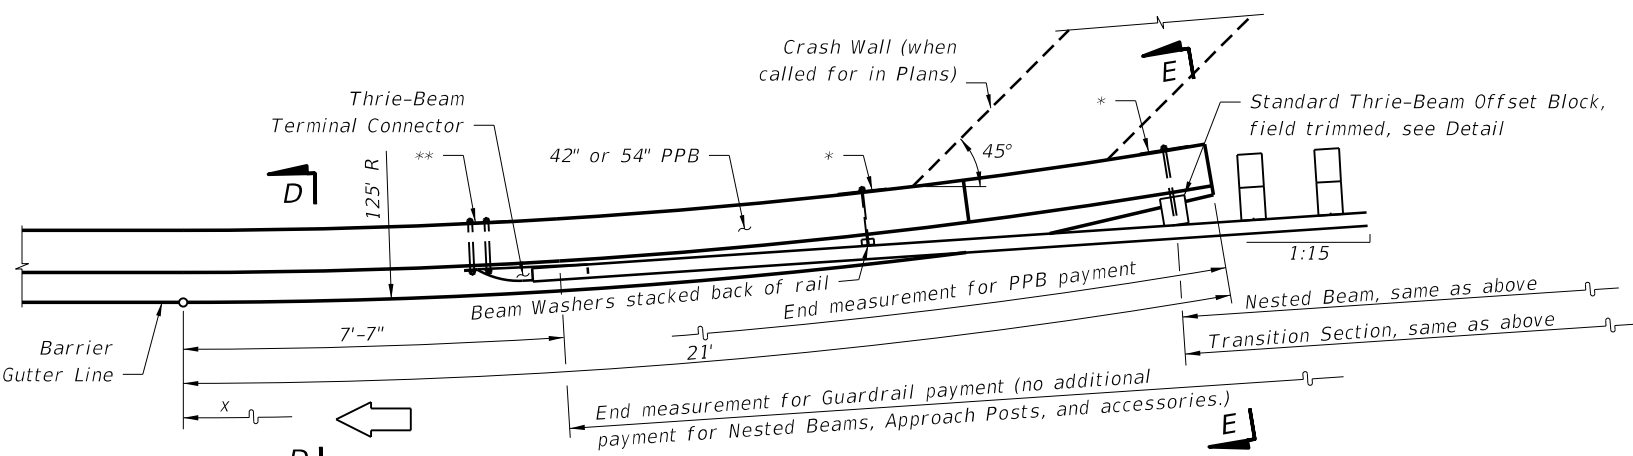 Crash Wall (when
called for in Plans)
E
Thrie-Beam
Terminal Connector
*
Standard Thrie-Beam Offset Block,
field trimmed, see Detail
**
42" or 54" PPB
*
45°
D
125' R
1:15
Beam Washers stacked back of rail
End measurement for PPB payment
Nested Beam, same as above
Transition Section, same as above
7'-7"
21'
Barrier
Gutter Line
x
End measurement for Guardrail payment (no additional
payment for Nested Beams, Approach Posts, and accessories.)
E